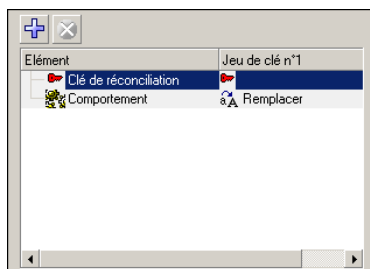 Elément Jeu de clé n°1
Clé de réconciliation
Comportement Remplacer